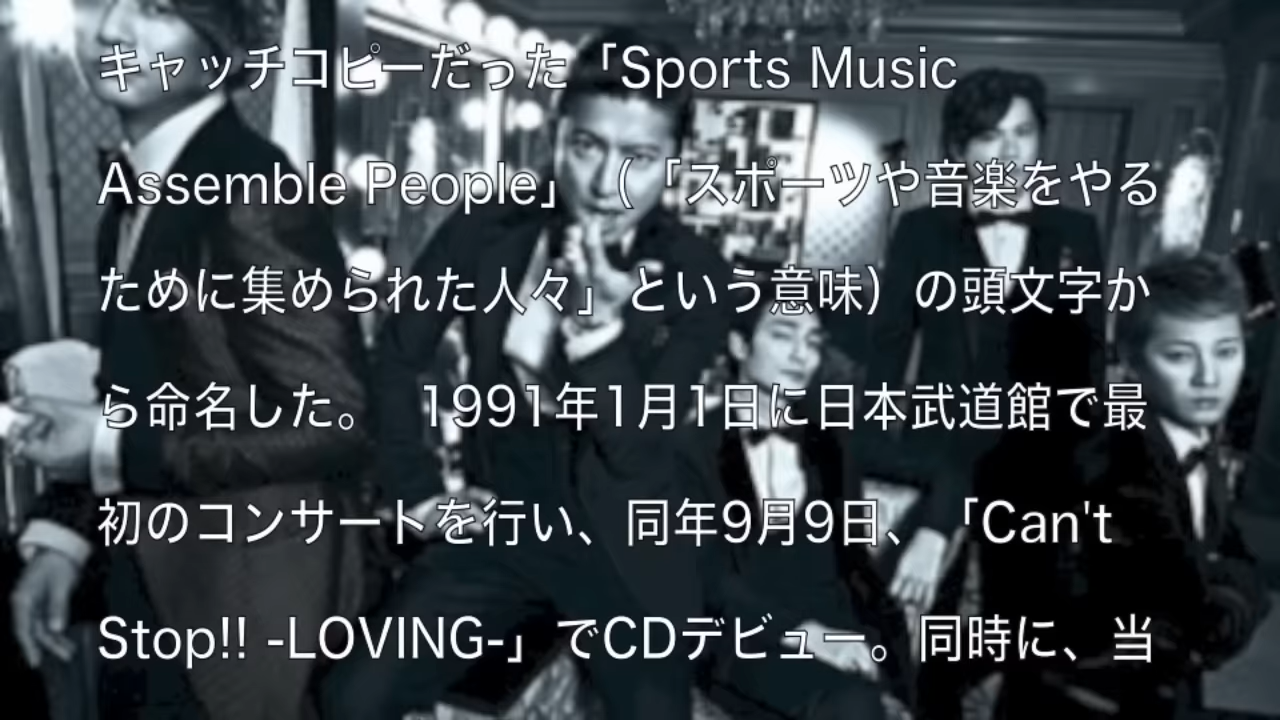 キャッチコピーだった「Sports Music
Assemble People」（「スポーツや音楽をやる
ために集められた人々」という意味）の頭文字か
ら命名した。　1991年1月1日に日本武道館で最
初のコンサートを行い、同年9月9日、「Can't
Stop!! -LOVING-」でCDデビュー。同時に、当